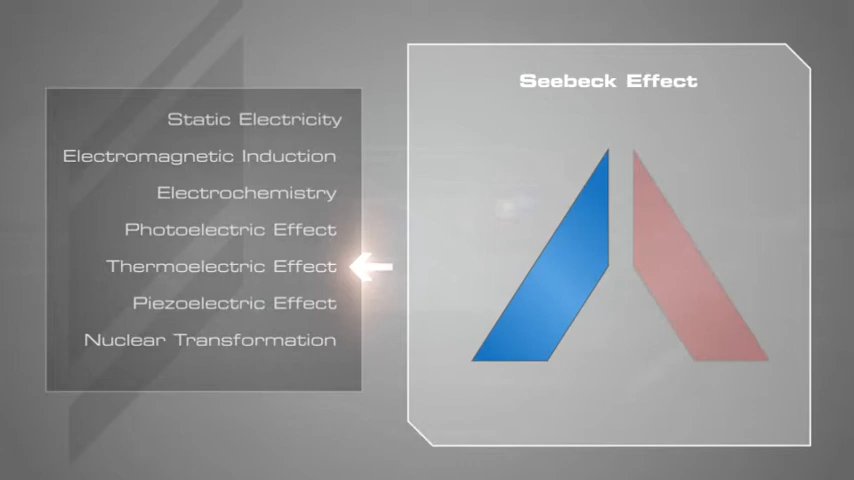 Static Electricity
Electromagnetic Induction
Electrochemistry
Photoelectric Effect
Thermoelectric Effect
Piezoelectric Effect
Nuclear Transformation
Seebeck Effect